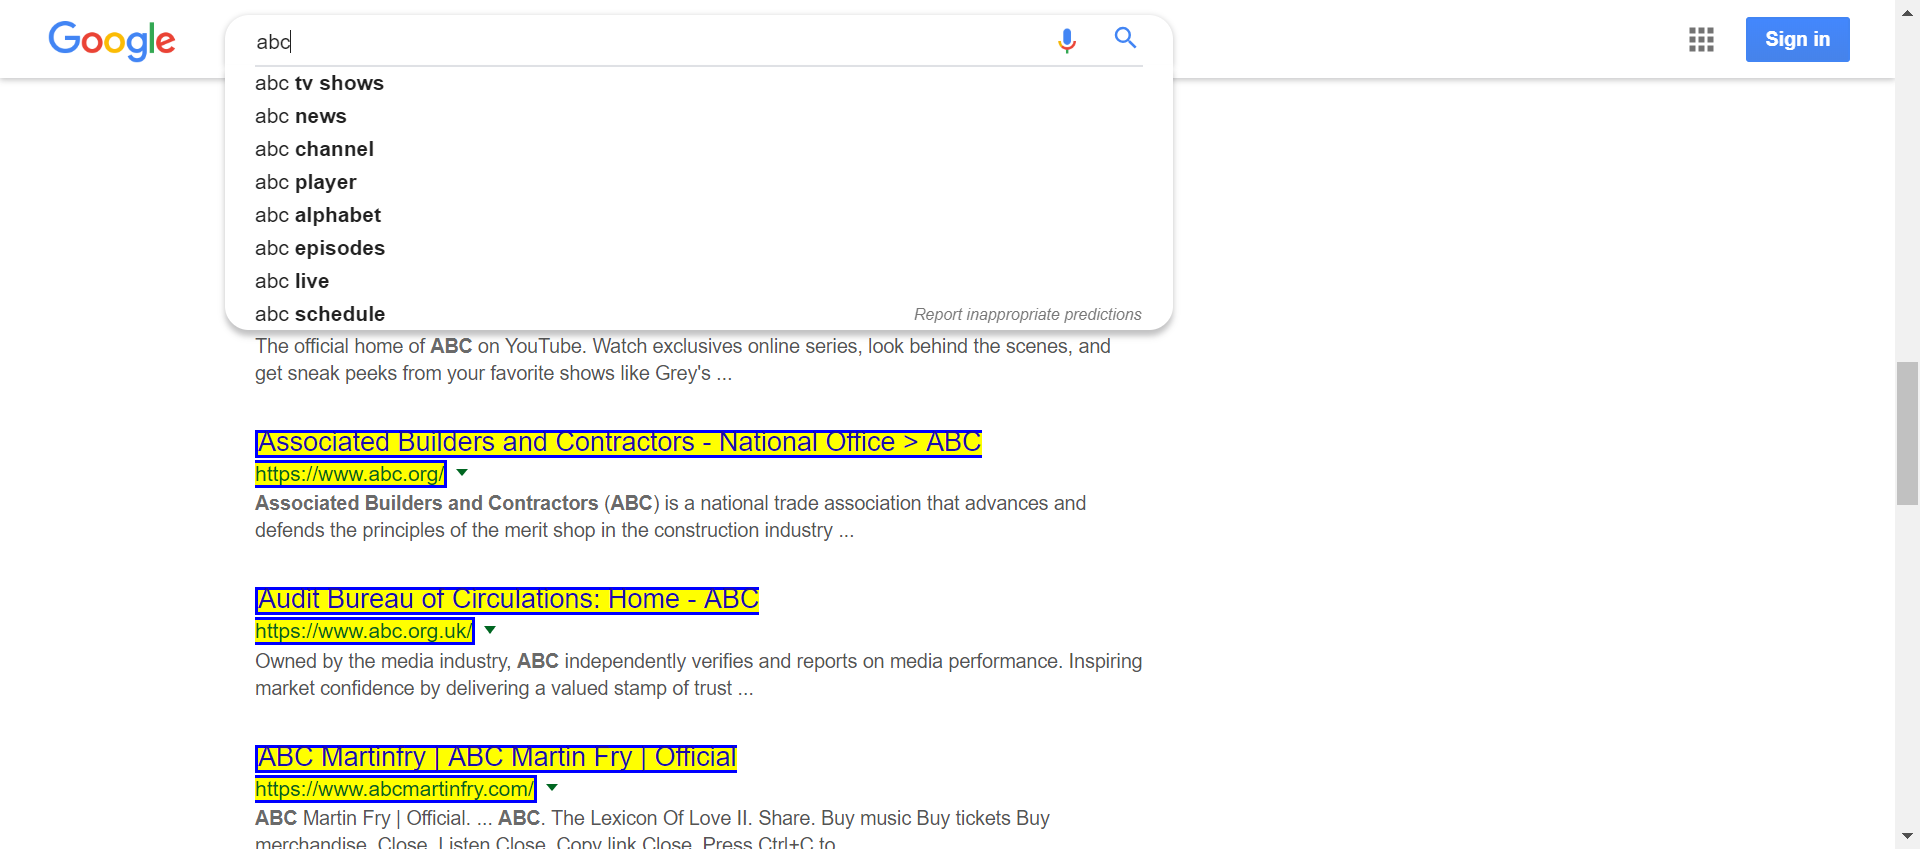 Google
abc
Sign in
abc tv shows
abc news
abc channel
abc player
abc alphabet
abc episodes
abc live
abc schedule
Report inappropriate predictions
The official home of ABC on YouTube. Watch exclusives online series, look behind the scenes, and
get sneak peeks from your favorite shows like Grey's ...
Associated Builders and Contractors - National Office > ABC
https://www.abc.org/
Associated Builders and Contractors (ABC) is a national trade association that advances and
defends the principles of the merit shop in the construction industry ...
Audit Bureau of Circulations: Home - ABC
https://www.abc.org.uk/
Owned by the media industry, ABC independently verifies and reports on media performance. Inspiring
market confidence by delivering a valued stamp of trust ...
ABC Martinfry | ABC Martin Fry | Official
https://www.abcmartinfry.com/
ABC Martin Fry | Official. ... ABC. The Lexicon Of Love II. Share. Buy music Buy tickets Buy
merchandise. Close. Listen Close. Copy link Close. Press Ctrl+C to